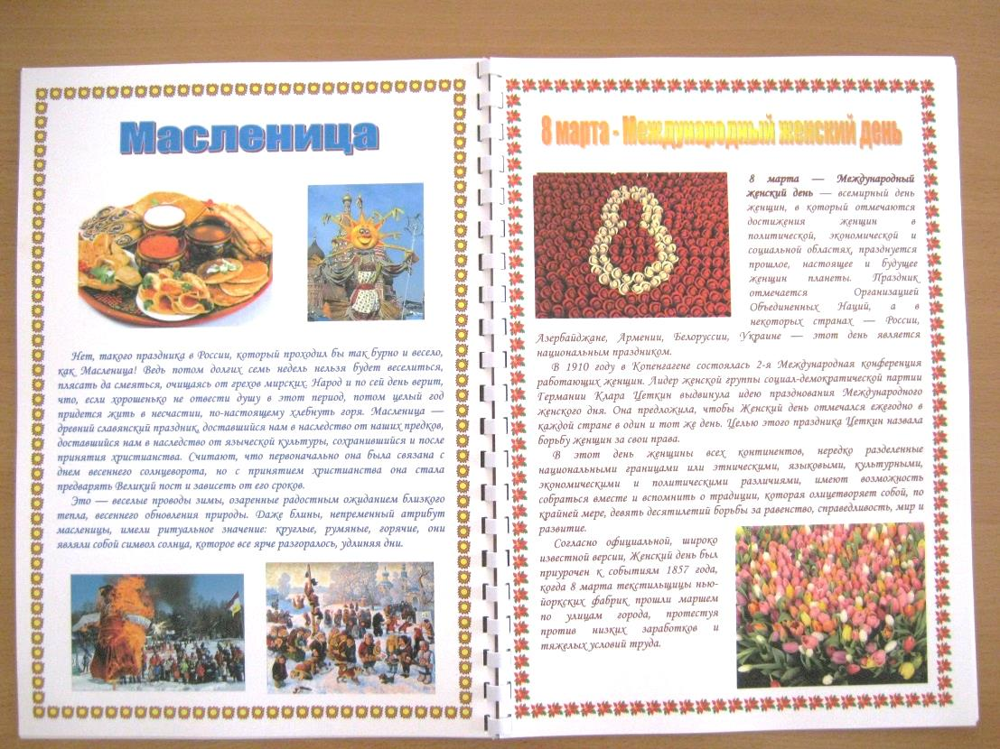 Масленица
Нет, такого праздника в России, который проходил бы так бурно и весело,
как Масленица! Ведь потом долгих семь недель нельзя будет веселиться,
плясать да смеяться, очищаясь от грехов мирских. Народ и по сей день верит,
что, если хорошенько не отвести душу в этот период, потом целый год
придется жить в несчастии, по-настоящему хлебнуть горя. Масленица —
древний славянский праздник, доставшийся нам в наследство от наших предков,
доставшийся нам в наследство от языческой культуры, сохранившийся и после
принятия христианства. Считают, что первоначально она была связана с
днем весеннего солнцеворота, но с принятием христианства она стала
предварять Великий пост и зависеть от его сроков.
Это — веселые проводы зимы, озаренные радостным ожиданием близкого
тепла, весеннего обновления природы. Даже блины, непременный атрибут
масленицы, имели ритуальное значение: круглые, румяные, горячие, они
являли собой символ солнца, которое все ярче разгоралось, удлиняя дни.
8 марта - Международный женский день
8 марта — Международный
женский день — всемирный день
женщин, в который отмечаются
достижения женщин в
политической, экономической и
социальной областях, празднуется
прошлое, настоящее и будущее
женщин планеты. Праздник
отмечается Организацией
Объединенных Наций, а в
некоторых странах — России,
Азербайджане, Армении, Белоруссии, Украине — этот день является
национальным праздником.
В 1910 году в Копенгагене состоялась 2-я Международная конференция
работающих женщин. Лидер женской группы социал-демократической партии
Германии Клара Цеткин выдвинула идею празднования Международного
женского дня. Она предложила, чтобы Женский день отмечался ежегодно в
каждой стране в один и тот же день. Целью этого праздника Цеткин назвала
борьбу женщин за свои права.
В этот день женщины всех континентов, нередко разделенные
национальными границами или этническими, языковыми, культурными,
экономическими и политическими различиями, имеют возможность
собраться вместе и вспомнить о традиции, которая олицетворяет собой, по
крайней мере, девять десятилетий борьбы за равенство, справедливость, мир и
развитие.
Согласно официальной, широко
известной версии, Женский день был
приурочен к событиям 1857 года,
когда 8 марта текстильщицы нью-
йоркских фабрик прошли маршем
по улицам города, протестуя
против низких заработков и
тяжелых условий труда.